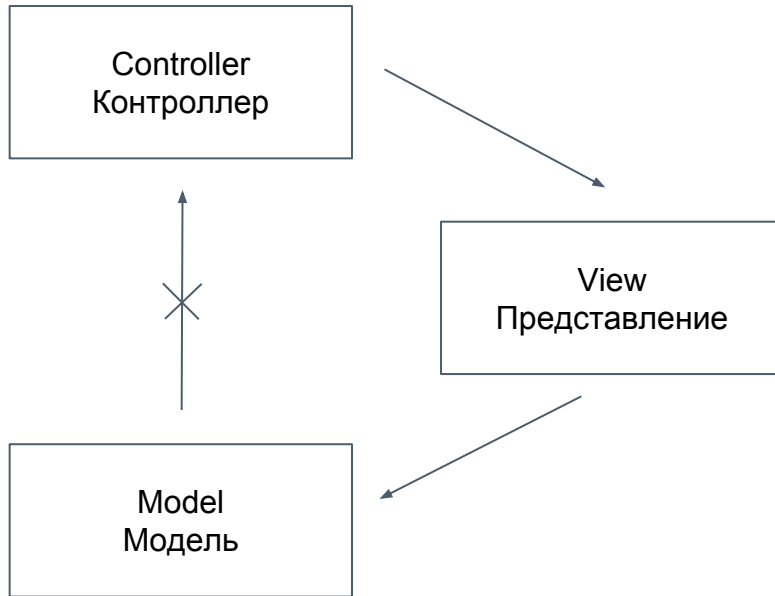 Controller
Контроллер
View
Представление
Model
Модель